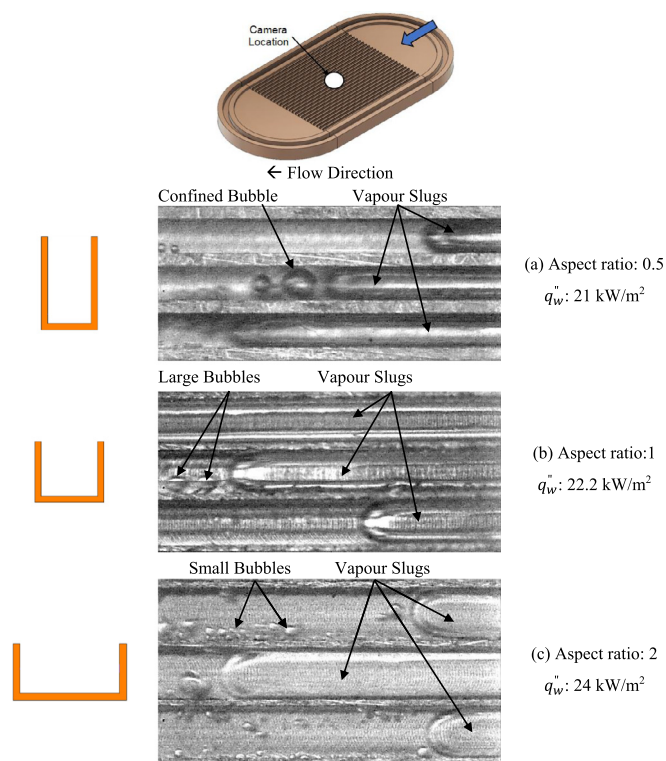 Camera
Location
← Flow Direction
Confined Bubble
Vapour Slugs
(a) Aspect ratio: 0.5
q"w: 21 kW/m²
Large Bubbles
Vapour Slugs
(b) Aspect ratio:1
q"w: 22.2 kW/m²
Small Bubbles
Vapour Slugs
(c) Aspect ratio: 2
q"w: 24 kW/m²